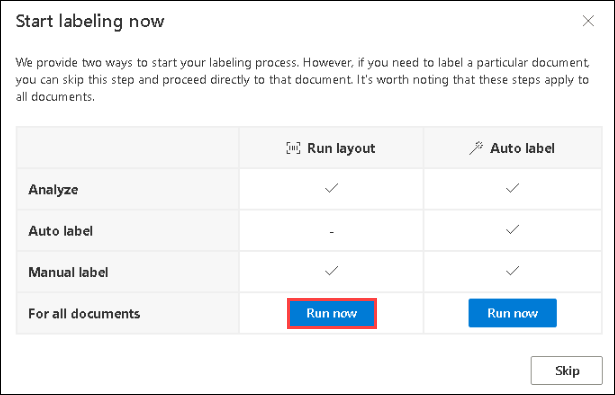 Start labeling now
We provide two ways to start your labeling process. However, if you need to label a particular document,
you can skip this step and proceed directly to that document. It's worth noting that these steps apply to
all documents.
Run layout Auto label
Analyze
Auto label -
Manual label
For all documents Run now Run now
Skip